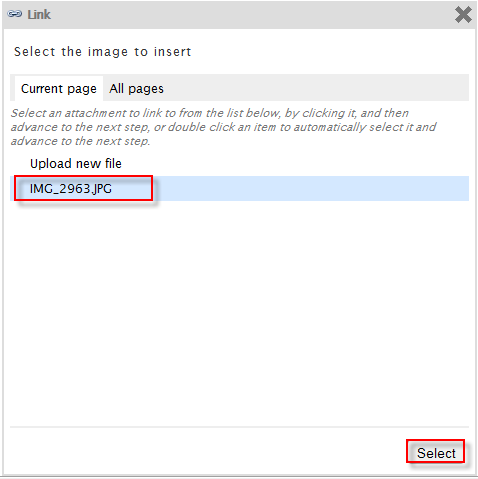 Link
Select the image to insert
Current page All pages
Select an attachment to link to from the list below, by clicking it, and then
advance to the next step, or double click an item to automatically select it and
advance to the next step.
Upload new file
IMG_2963.JPG
Select